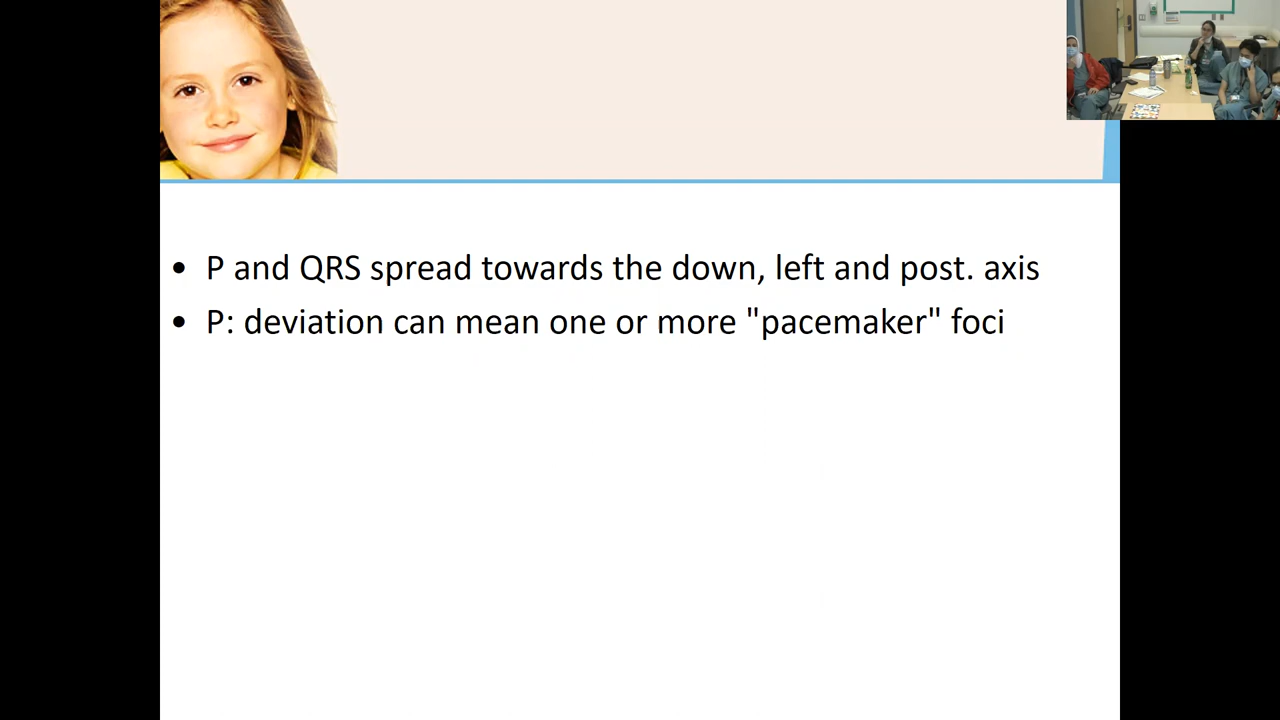 • P and QRS spread towards the down, left and post. axis
• P: deviation can mean one or more "pacemaker" foci